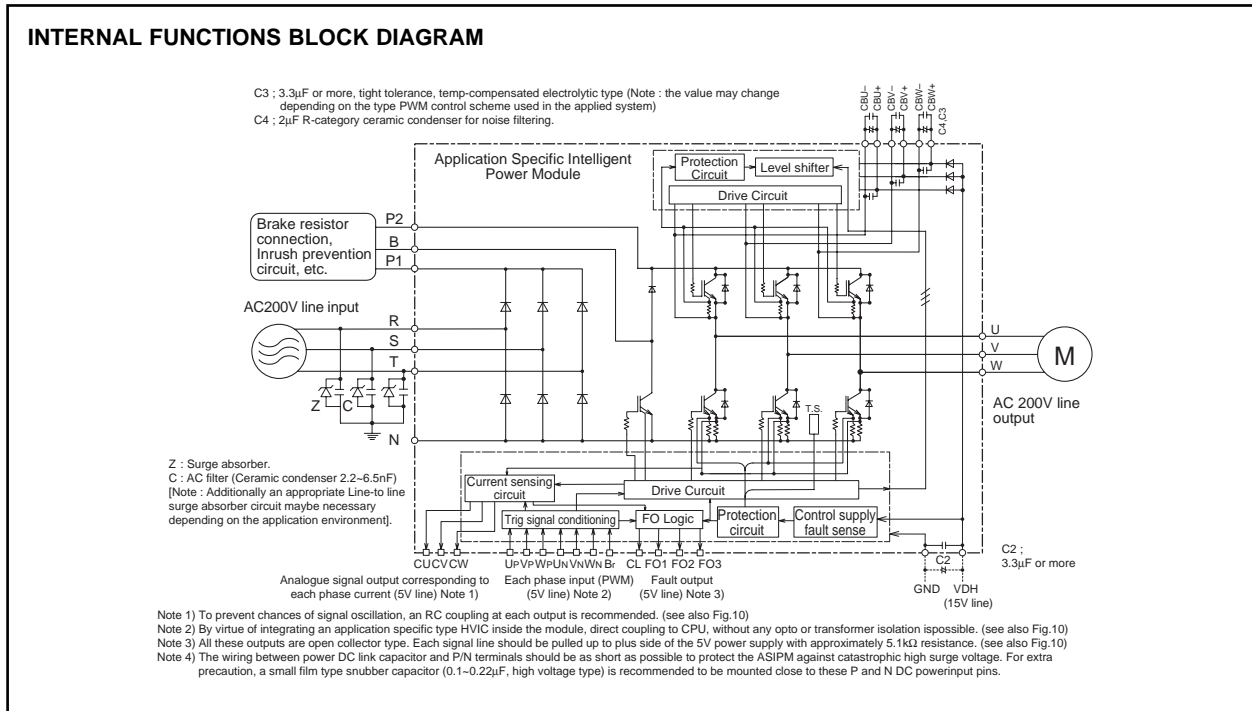 INTERNAL FUNCTIONS BLOCK DIAGRAM
C3 ; 3.3µF or more, tight tolerance, temp-compensated electrolytic type (Note : the value may change
depending on the type PWM control scheme used in the applied system)
C4 ; 2µF R-category ceramic condenser for noise filtering.
CBU–
CBU+
CBV–
CBV+
CBW–
CBW+
C4,C3
Application Specific Intelligent
Power Module
Protection
Circuit
Level shifter
Drive Circuit
Brake resistor
connection,
Inrush prevention
circuit, etc.
P2
B
P1
AC200V line input
R
S
T
Z
C
N
U
V
W
M
AC 200V line
output
T.S.
Z : Surge absorber.
C : AC filter (Ceramic condenser 2.2~6.5nF)
[Note : Additionally an appropriate Line-to line
surge absorber circuit maybe necessary
depending on the application environment].
Current sensing
circuit
Drive Curcuit
Trig signal conditioning
FO Logic
Protection
circuit
Control supply
fault sense
CU CV CW
UP VP WP UN VN WN Br
CL FO1 FO2 FO3
C2
GND
VDH
(15V line)
C2 ;
3.3µF or more
Analogue signal output corresponding to
each phase current (5V line) Note 1)
Each phase input (PWM)
(5V line) Note 2)
Fault output
(5V line) Note 3)
Note 1) To prevent chances of signal oscillation, an RC coupling at each output is recommended. (see also Fig.10)
Note 2) By virtue of integrating an application specific type HVIC inside the module, direct coupling to CPU, without any opto or transformer isolation ispossible. (see also Fig.10)
Note 3) All these outputs are open collector type. Each signal line should be pulled up to plus side of the 5V power supply with approximately 5.1kΩ resistance. (see also Fig.10)
Note 4) The wiring between power DC link capacitor and P/N terminals should be as short as possible to protect the ASIPM against catastrophic high surge voltage. For extra
precaution, a small film type snubber capacitor (0.1~0.22µF, high voltage type) is recommended to be mounted close to these P and N DC powerinput pins.